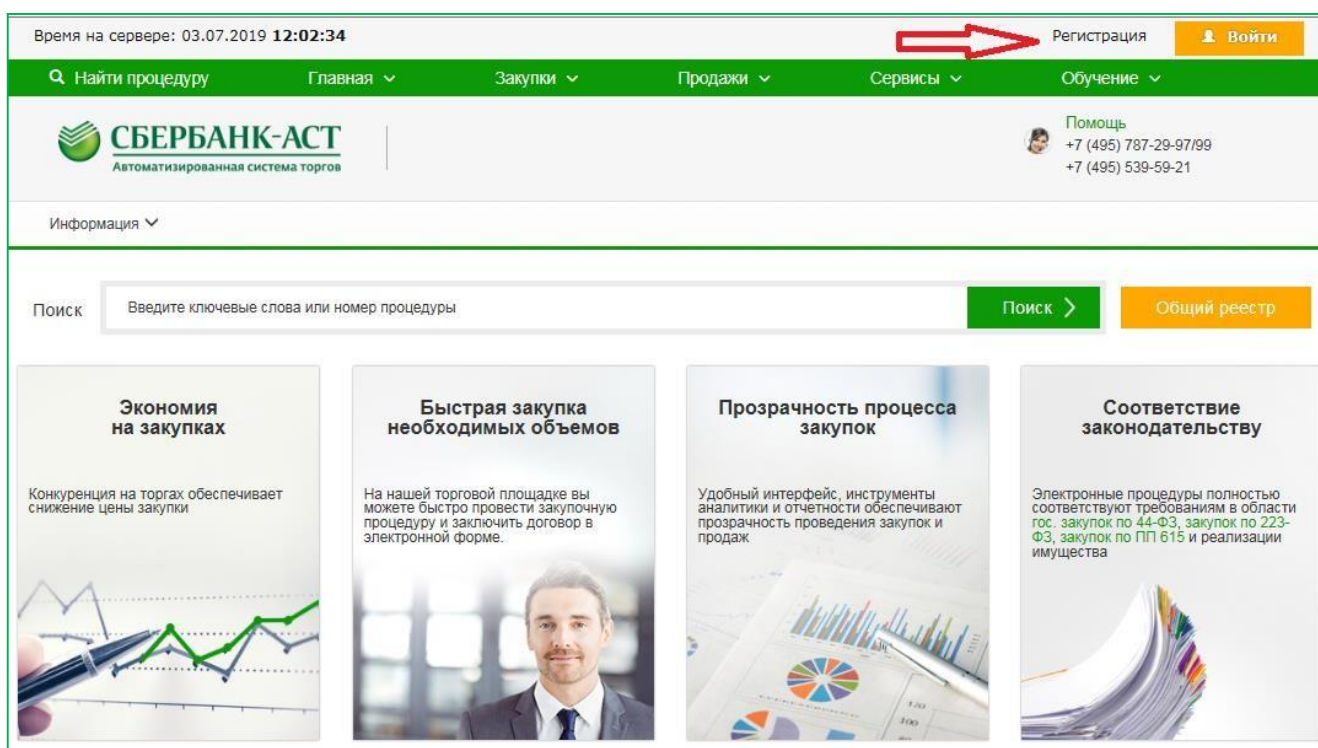 Время на сервере: 03.07.2019 12:02:34
Регистрация
Войти
Найти процедуру
Главная
Закупки
Продажи
Сервисы
Обучение
СБЕРБАНК-АСТ
Автоматизированная система торгов
Помощь
+7 (495) 787-29-97/99
+7 (495) 539-59-21
Информация
Поиск
Введите ключевые слова или номер процедуры
Поиск
Общий реестр
Экономия
на закупках
Конкуренция на торгах обеспечивает
снижение цены закупки
Быстрая закупка
необходимых объемов
На нашей торговой площадке вы
можете быстро провести закупочную
процедуру и заключить договор в
электронной форме.
Прозрачность процесса
закупок
Удобный интерфейс, инструменты
аналитики и отчетности обеспечивают
прозрачность проведения закупок и
продаж
170
Соответствие
законодательству
Электронные процедуры полностью
соответствуют требованиям в области
гос. закупок по 44-ФЗ, закупок по 223-
ФЗ, закупок по ПП 615 и реализации
имущества